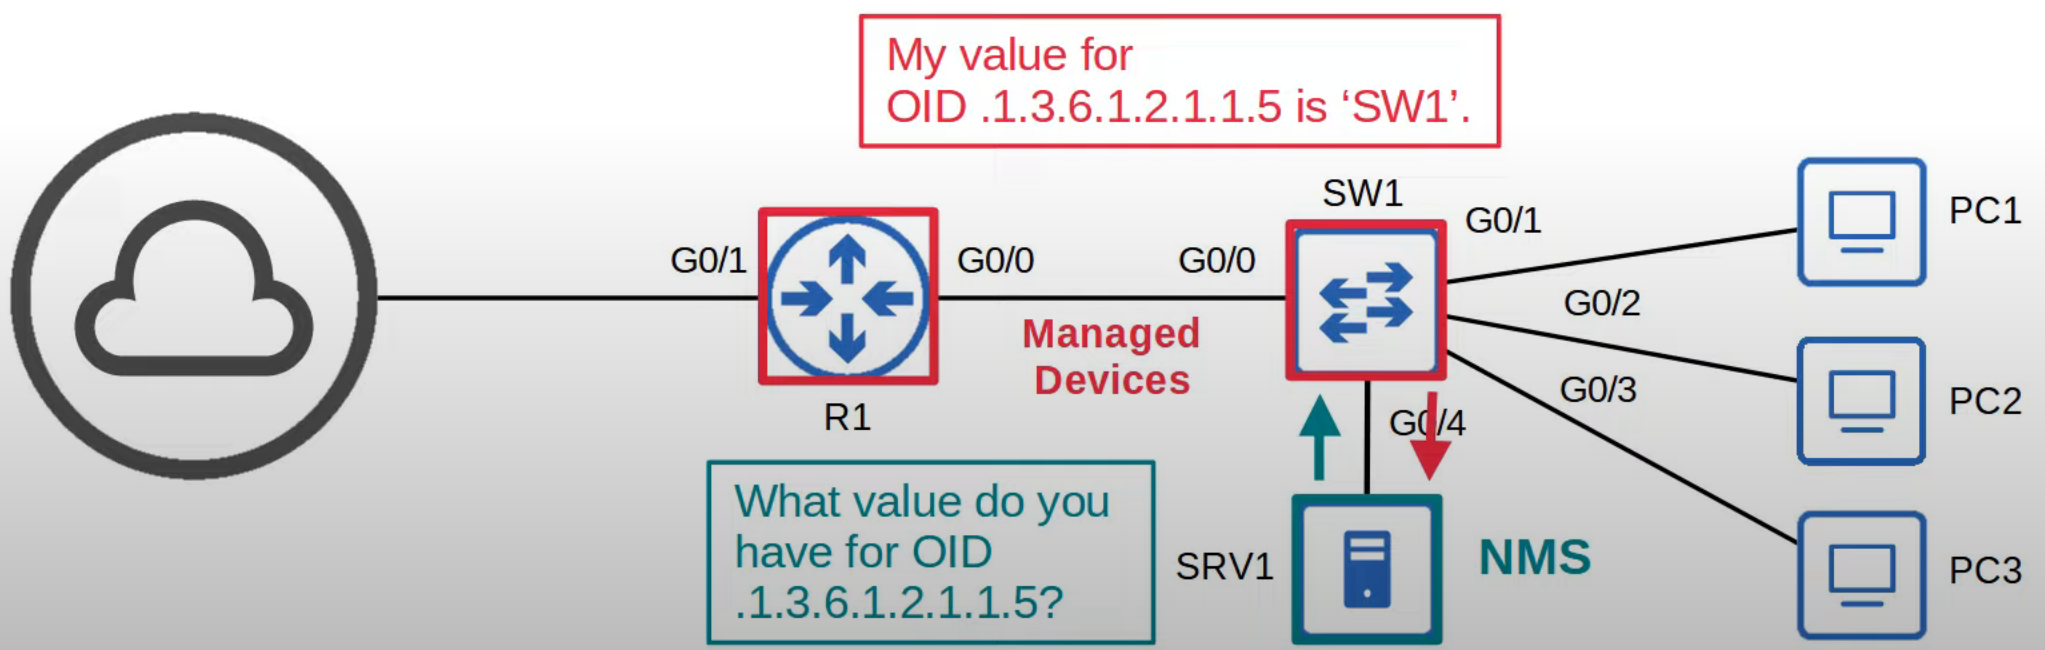 My value for
OID .1.3.6.1.2.1.1.5 is ‘SW1’.
SW1
G0/1
PC1
G0/1
G0/0
G0/0
G0/2
Managed
Devices
G0/3
PC2
R1
G0/4
What value do you
have for OID
.1.3.6.1.2.1.1.5?
SRV1
NMS
PC3